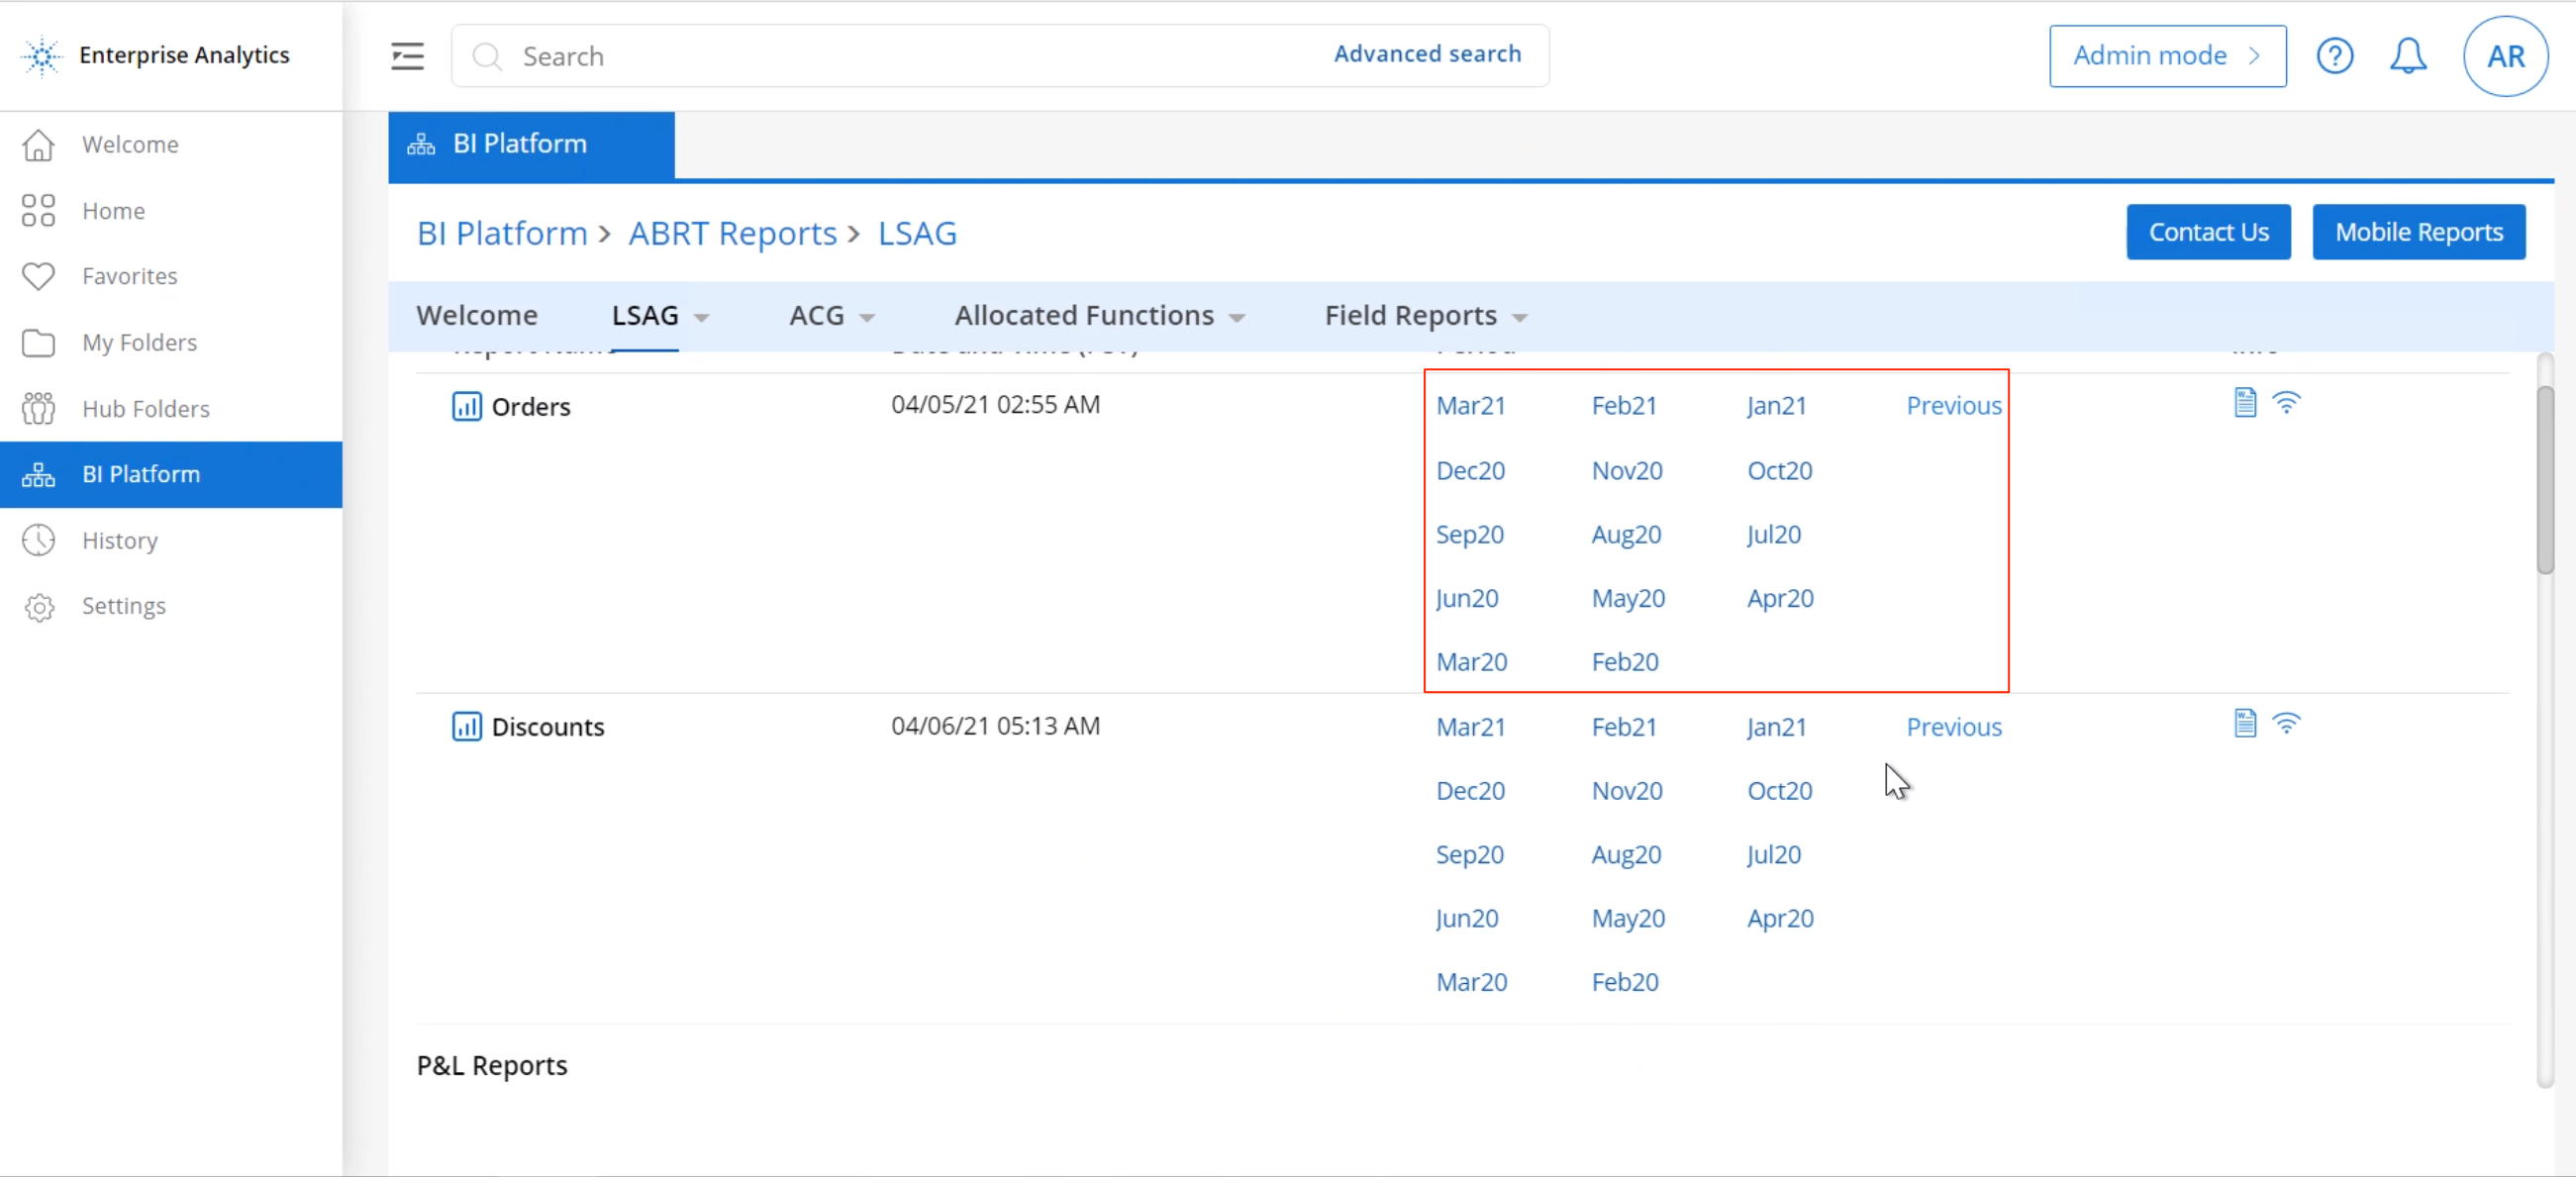 Enterprise Analytics
Search
Advanced search
Admin mode
AR
Welcome
Home
Favorites
My Folders
Hub Folders
BI Platform
History
Settings
BI Platform
BI Platform > ABRT Reports > LSAG
Contact Us
Mobile Reports
Welcome LSAG ACG Allocated Functions Field Reports
Orders 04/05/21 02:55 AM Mar21 Feb21 Jan21 Previous
Dec20 Nov20 Oct20
Sep20 Aug20 Jul20
Jun20 May20 Apr20
Mar20 Feb20
Discounts 04/06/21 05:13 AM Mar21 Feb21 Jan21 Previous
Dec20 Nov20 Oct20
Sep20 Aug20 Jul20
Jun20 May20 Apr20
Mar20 Feb20
P&L Reports